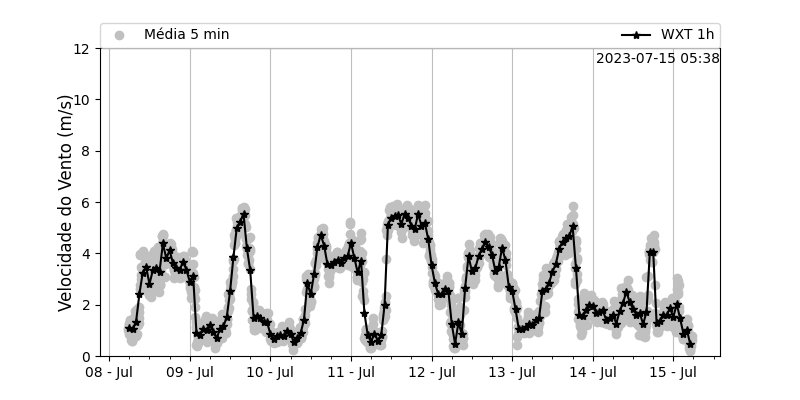 Média 5 min
WXT 1h
2023-07-15 05:38
Velocidade do Vento (m/s)
12
10
8
6
4
2
0
08 - Jul
09 - Jul
10 - Jul
11 - Jul
12 - Jul
13 - Jul
14 - Jul
15 - Jul